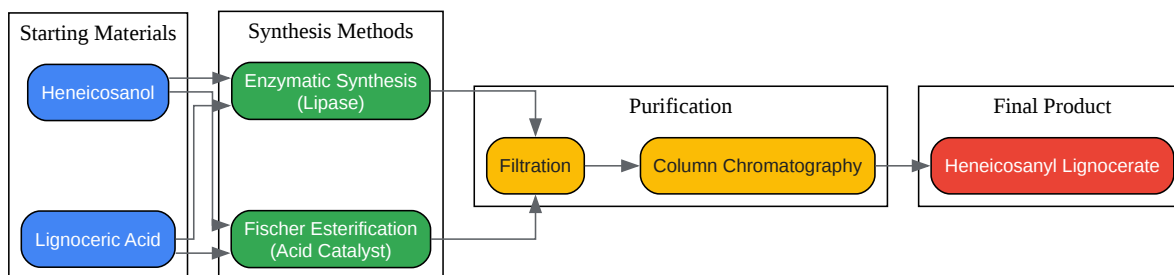 Starting Materials
Heneicosanol
Lignoceric Acid
Synthesis Methods
Enzymatic Synthesis
(Lipase)
Fischer Esterification
(Acid Catalyst)
Purification
Filtration
Column Chromatography
Final Product
Heneicosanyl Lignocerate